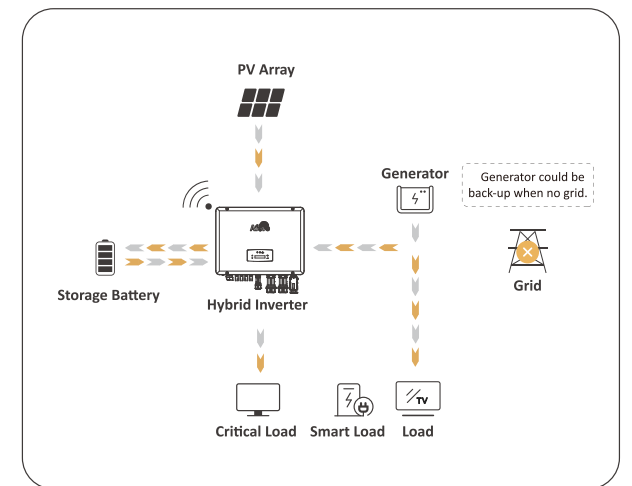 PV Array
Generator
Generator could be
back-up when no grid.
Storage Battery
Hybrid Inverter
Grid
TV
Critical Load
Smart Load
Load